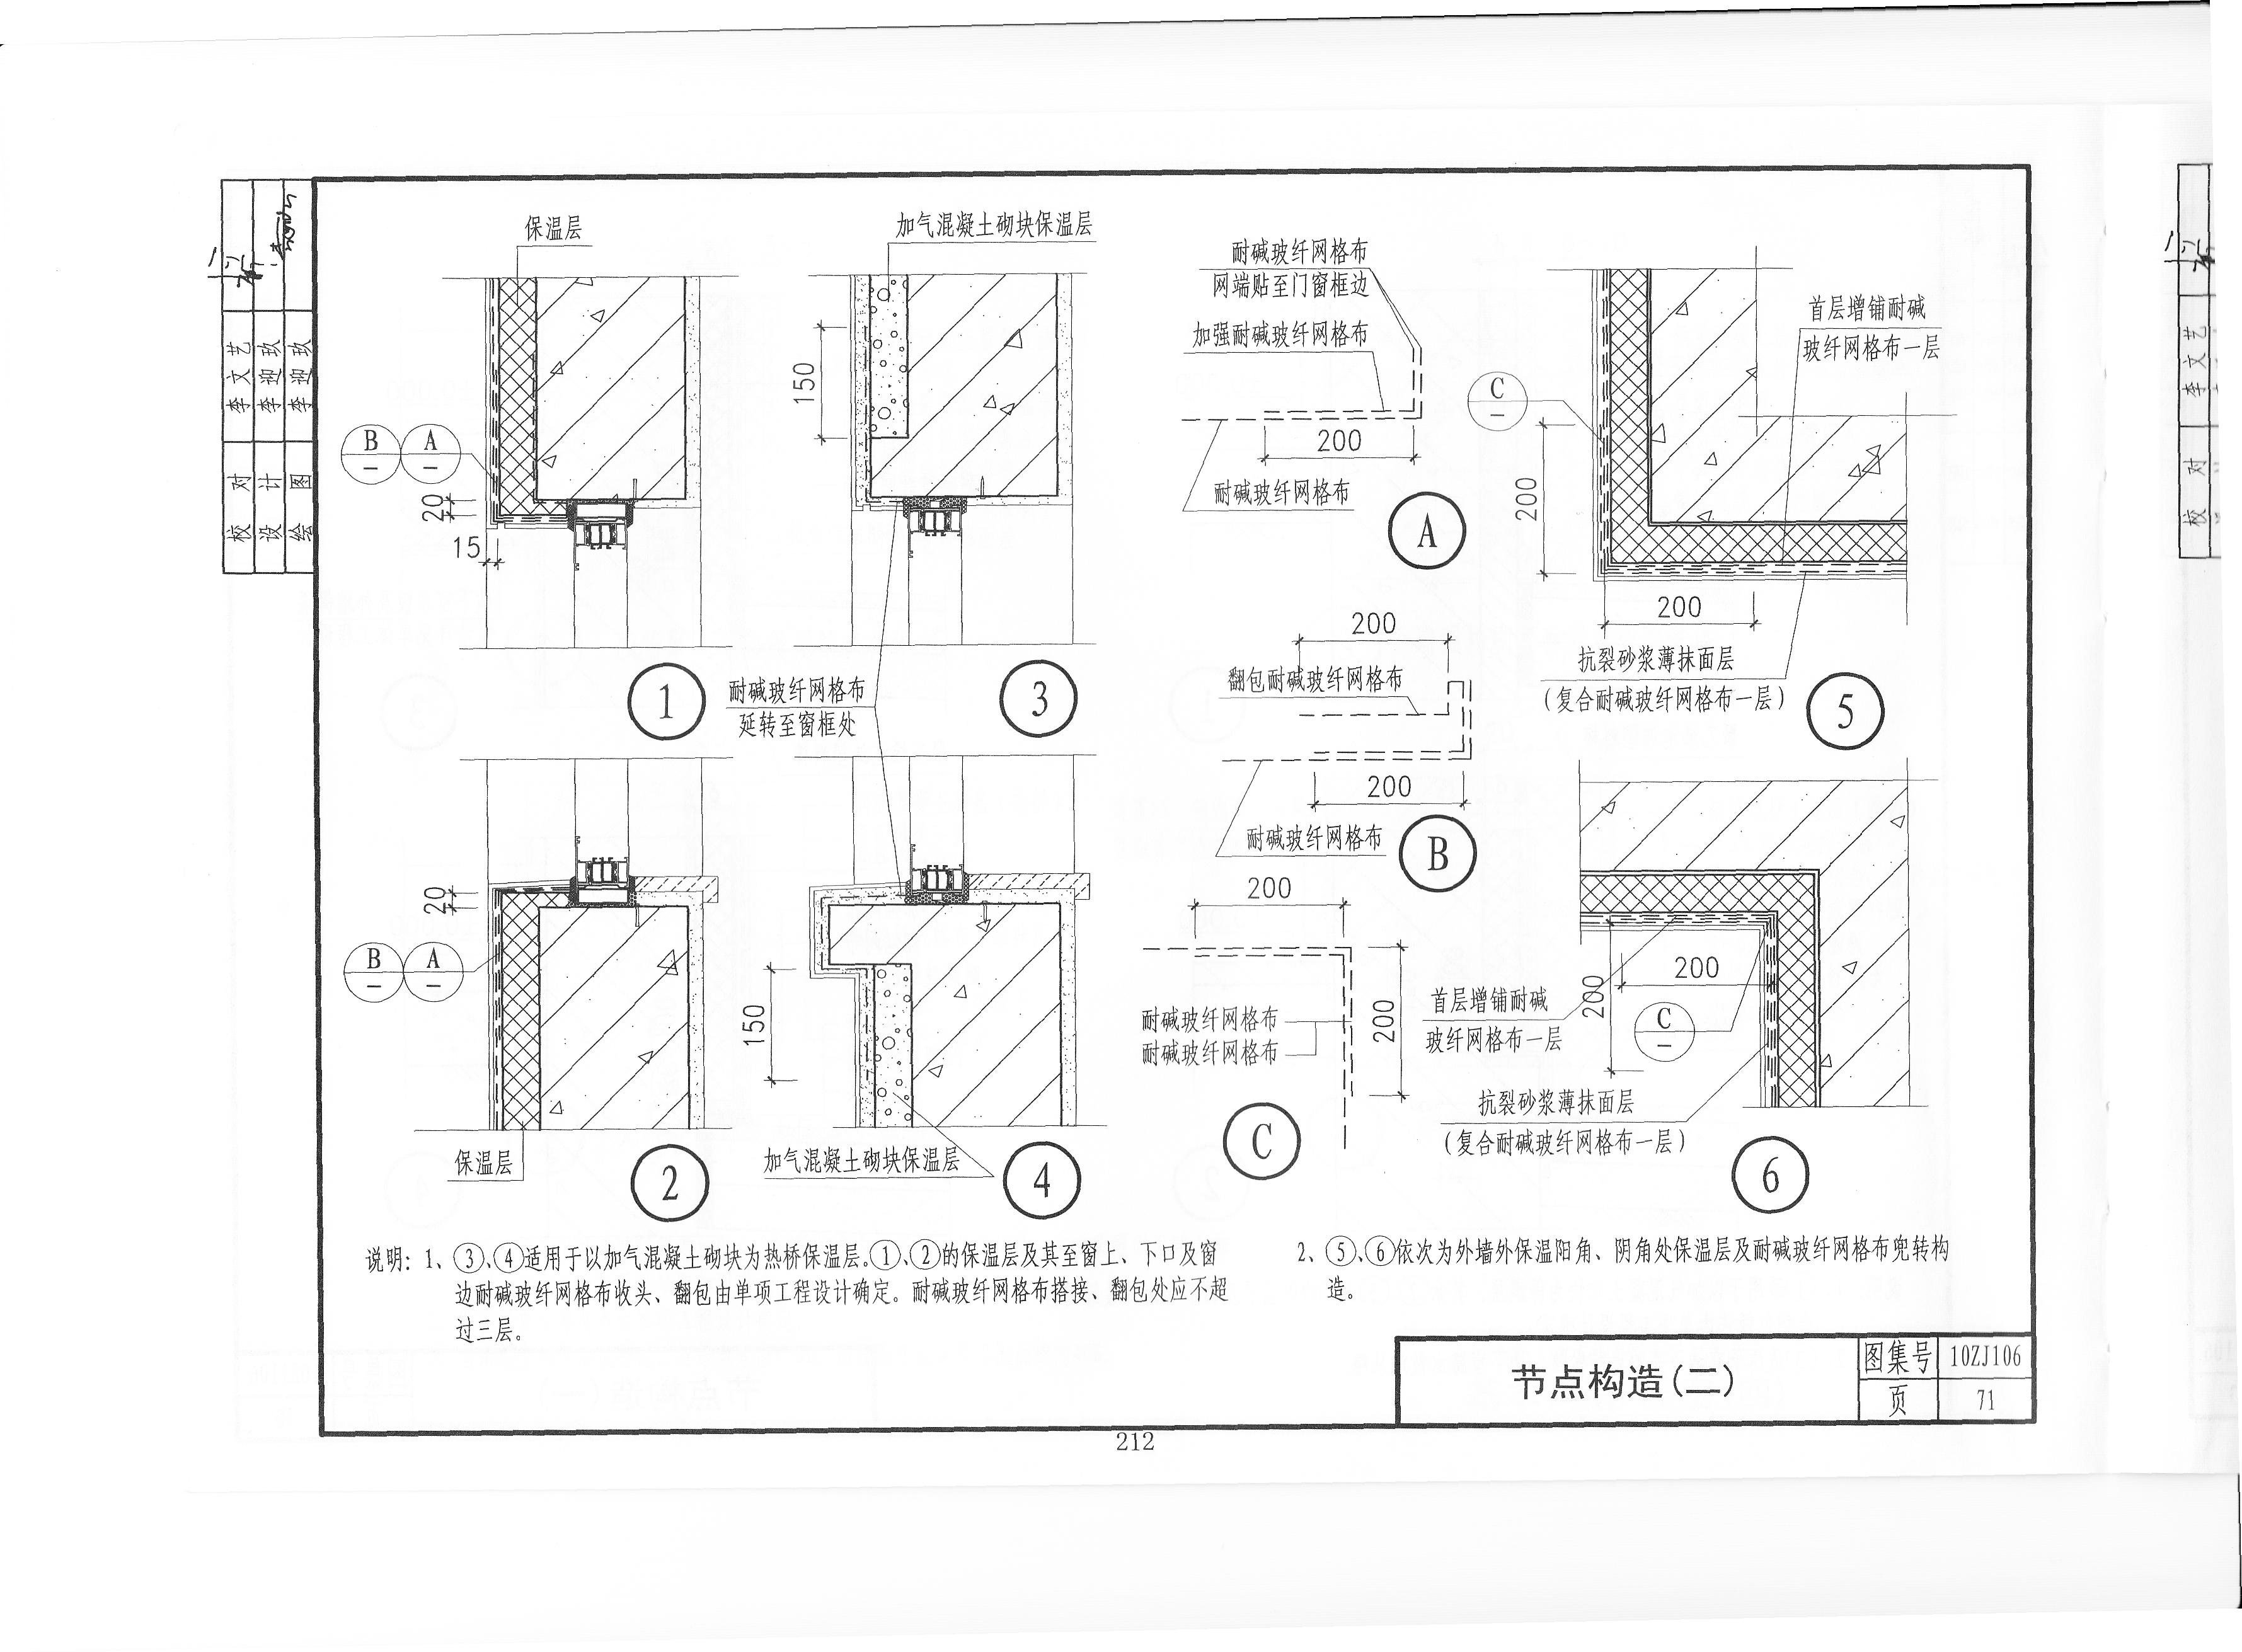 保温层
B
A
20
15
1
加气混凝土砌块保温层
150
3
耐碱玻纤网格布
延转至窗框处
20
B
A
保温层
2
150
加气混凝土砌块保温层
4
耐碱玻纤网格布
网端贴至门窗框边
加强耐碱玻纤网格布
200
耐碱玻纤网格布
A
200
翻包耐碱玻纤网格布
200
耐碱玻纤网格布
B
200
200
耐碱玻纤网格布
耐碱玻纤网格布
C
首层增铺耐碱
玻纤网格布一层
C
200
200
抗裂砂浆薄抹面层
(复合耐碱玻纤网格布一层)
5
200
200
首层增铺耐碱
玻纤网格布一层
C
抗裂砂浆薄抹面层
(复合耐碱玻纤网格布一层)
6
说明: 1、③、④适用于以加气混凝土砌块为热桥保温层。①、②的保温层及其至窗上、下口及窗
边耐碱玻纤网格布收头、翻包由单项工程设计确定。耐碱玻纤网格布搭接、翻包处应不超
过三层。
2、⑤、⑥依次为外墙外保温阳角、阴角处保温层及耐碱玻纤网格布兜转构
造。
节点构造(二)
图集号 10ZJ106
页 71
212
校对 李文艺
设计 李迎玖
绘图 李迎玖
校对 李文艺